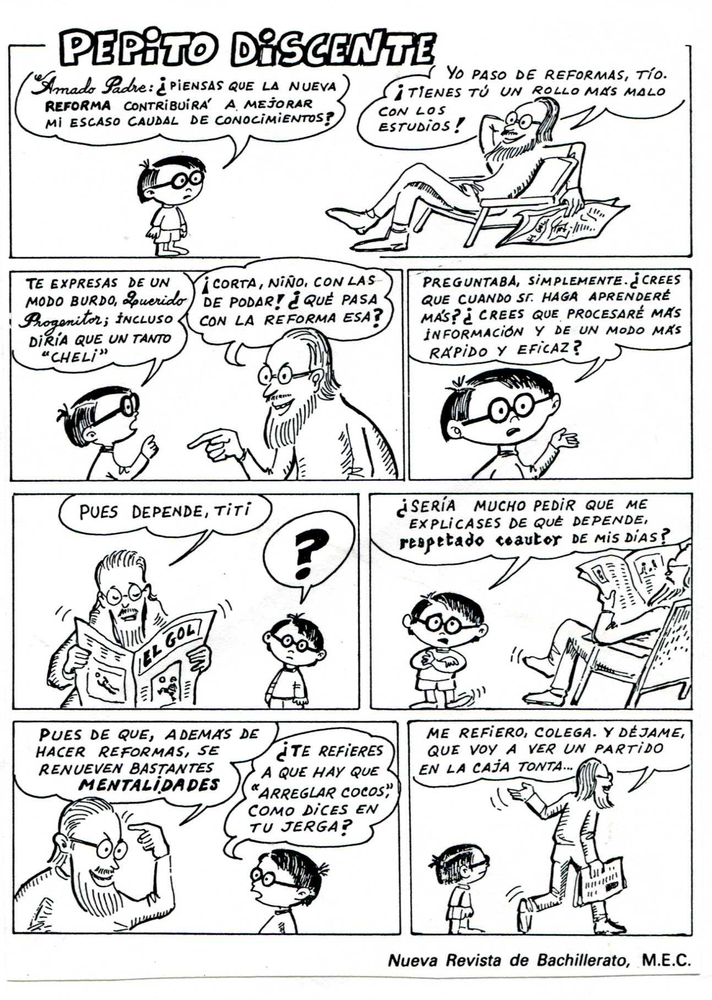 PEPiTO DiSCENTE
Amado Padre: ¿PIENSAS QUE LA NUEVA
REFORMA CONTRIBUIRÁ A MEJORAR
MI ESCASO CAUDAL DE CONOCIMIENTOS?
YO PASO DE REFORMAS, TÍO.
¡TIENES TÚ UN ROLLO MÁS MALO
CON LOS
ESTUDIOS!
EL GOL
TE EXPRESAS DE UN
MODO BURDO, Querido
Progenitor; INCLUSO
DIRÍA QUE UN TANTO
"CHELI"
¡CORTA, NIÑO, CON LAS
DE PODAR! ¿QUÉ PASA
CON LA REFORMA ESA?
PREGUNTABA, SIMPLEMENTE. ¿CREES
QUE CUANDO SE HAGA APRENDERÉ
MÁS? ¿CREES QUE PROCESARÉ MÁS
INFORMACIÓN Y DE UN MODO MÁS
RÁPIDO Y EFICAZ?
PUES DEPENDE, TITI
?
EL GOL
¿SERÍA MUCHO PEDIR QUE ME
EXPLICASES DE QUÉ DEPENDE,
respetado coautor DE MIS DÍAS?
PUES DE QUE, ADEMÁS DE
HACER REFORMAS, SE
RENUEVEN BASTANTES
MENTALIDADES
¿TE REFIERES
A QUE HAY QUE
"ARREGLAR COCOS",
COMO DICES EN
TU JERGA?
ME REFIERO, COLEGA. Y DÉJAME,
QUE VOY A VER UN PARTIDO
EN LA CAJA TONTA...
Nueva Revista de Bachillerato, M.E.C.